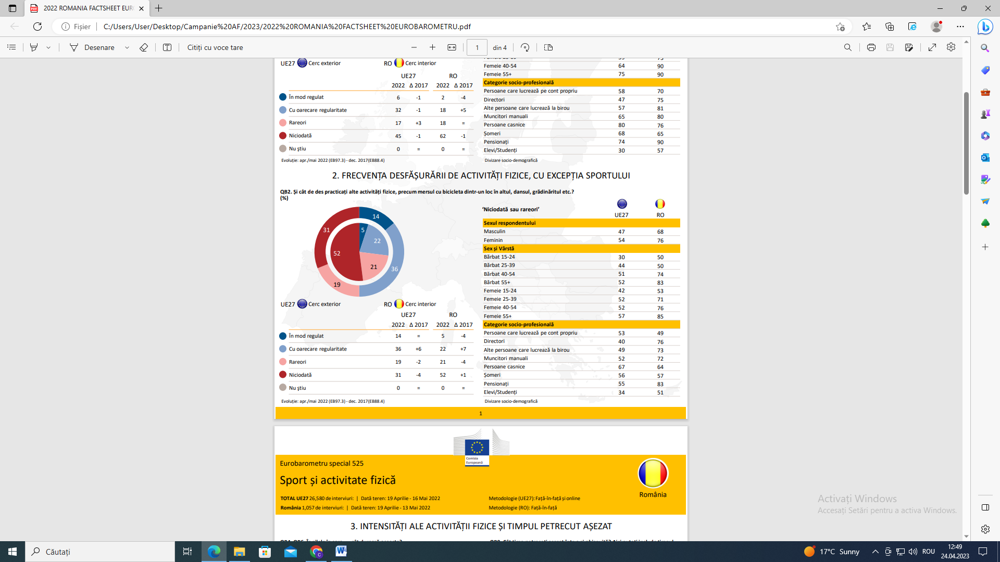 2022 ROMANIA FACTSHEET EUR
Fișier
C:/Users/User/Desktop/Campanie%20AF/2023/2022%20ROMANIA%20FACTSHEET%20EUROBAROMETRU.pdf
Desenare
Citiți cu voce tare
1 din 4
UE27 Cerc exterior RO Cerc interior
UE27 RO
2022 Δ 2017 2022 Δ 2017
În mod regulat 6 -1 2 -4
Cu oarecare regularitate 32 -1 18 +5
Rareori 17 +3 18 =
Niciodată 45 -1 62 -1
Nu știu 0 = 0 =
Evoluție: apr./mai 2022 (EB97.3) - dec. 2017(EB88.4)
Femeie 40-54 64 90
Femeie 55+ 75 90
Categorie socio-profesională
Persoane care lucrează pe cont propriu 58 70
Directori 47 75
Alte persoane care lucrează la birou 57 81
Muncitori manuali 65 80
Persoane casnice 80 76
Șomeri 68 65
Pensionați 74 90
Elevi/Studenți 30 57
Divizare socio-demografică
2. FRECVENȚA DESFĂȘURĂRII DE ACTIVITĂȚI FIZICE, CU EXCEPȚIA SPORTULUI
QB2. Și cât de des practicați alte activități fizice, precum mersul cu bicicleta dintr-un loc în altul, dansul, grădinăritul etc.?
(%)
14
31
5
22
52
21
36
19
UE27 Cerc exterior RO Cerc interior
UE27 RO
2022 Δ 2017 2022 Δ 2017
În mod regulat 14 = 5 -4
Cu oarecare regularitate 36 +6 22 +7
Rareori 19 -2 21 -4
Niciodată 31 -4 52 +1
Nu știu 0 = 0 =
Evoluție: apr./mai 2022 (EB97.3) - dec. 2017(EB88.4)
‘Niciodată sau rareori’
UE27 RO
Sexul respondentului
Masculin 47 68
Feminin 54 76
Sex și Vârstă
Bărbat 15-24 30 50
Bărbat 25-39 44 50
Bărbat 40-54 51 74
Bărbat 55+ 52 83
Femeie 15-24 42 53
Femeie 25-39 52 71
Femeie 40-54 52 76
Femeie 55+ 57 85
Categorie socio-profesională
Persoane care lucrează pe cont propriu 53 49
Directori 40 76
Alte persoane care lucrează la birou 49 73
Muncitori manuali 52 72
Persoane casnice 67 64
Șomeri 56 57
Pensionați 55 83
Elevi/Studenți 34 51
Divizare socio-demografică
1
Comisia
Europeană
Eurobarometru special 525
Sport și activitate fizică
România
TOTAL UE27 26,580 de interviuri: | Dată teren: 19 Aprilie - 16 Mai 2022
Metodologie (UE27): Față-în-față și online
România 1,057 de interviuri: | Dată teren: 19 Aprilie - 13 Mai 2022
Metodologie (RO): Față-în-față
3. INTENSITĂȚI ALE ACTIVITĂȚII FIZICE ȘI TIMPUL PETRECUT AȘEZAT
Activați Windows
Accesați Setări pentru a activa Windows.
Căutați
17°C Sunny
ROU
12:49
24.04.2023